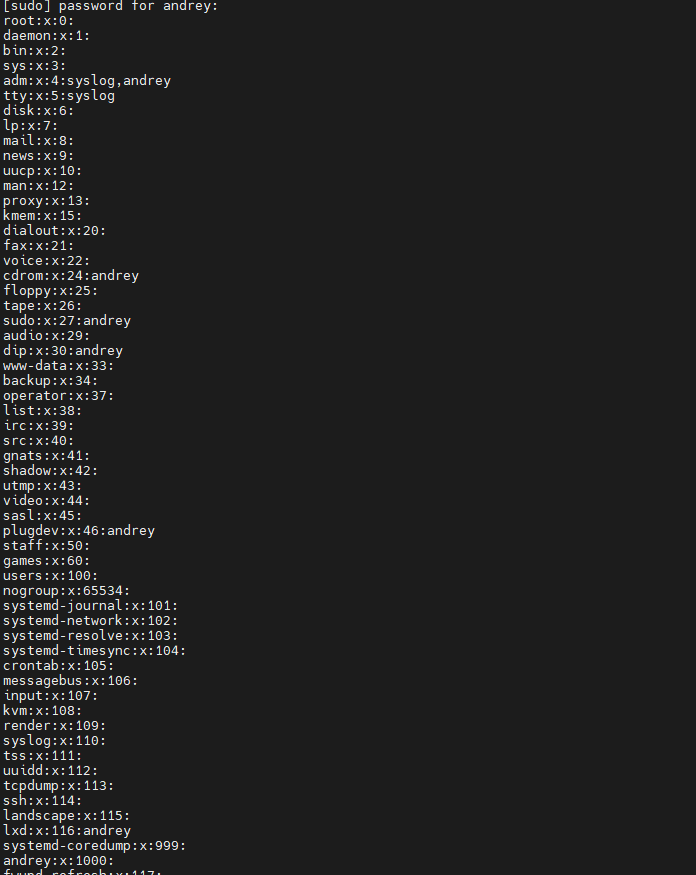 [sudo] password for andrey:
root:x:0:
daemon:x:1:
bin:x:2:
sys:x:3:
adm:x:4:syslog,andrey
tty:x:5:syslog
disk:x:6:
lp:x:7:
mail:x:8:
news:x:9:
uucp:x:10:
man:x:12:
proxy:x:13:
kmem:x:15:
dialout:x:20:
fax:x:21:
voice:x:22:
cdrom:x:24:andrey
floppy:x:25:
tape:x:26:
sudo:x:27:andrey
audio:x:29:
dip:x:30:andrey
www-data:x:33:
backup:x:34:
operator:x:37:
list:x:38:
irc:x:39:
src:x:40:
gnats:x:41:
shadow:x:42:
utmp:x:43:
video:x:44:
sasl:x:45:
plugdev:x:46:andrey
staff:x:50:
games:x:60:
users:x:100:
nogroup:x:65534:
systemd-journal:x:101:
systemd-network:x:102:
systemd-resolve:x:103:
systemd-timesync:x:104:
crontab:x:105:
messagebus:x:106:
input:x:107:
kvm:x:108:
render:x:109:
syslog:x:110:
tss:x:111:
uuidd:x:112:
tcpdump:x:113:
ssh:x:114:
landscape:x:115:
lxd:x:116:andrey
systemd-coredump:x:999:
andrey:x:1000:
fwupd-refresh:x:117: